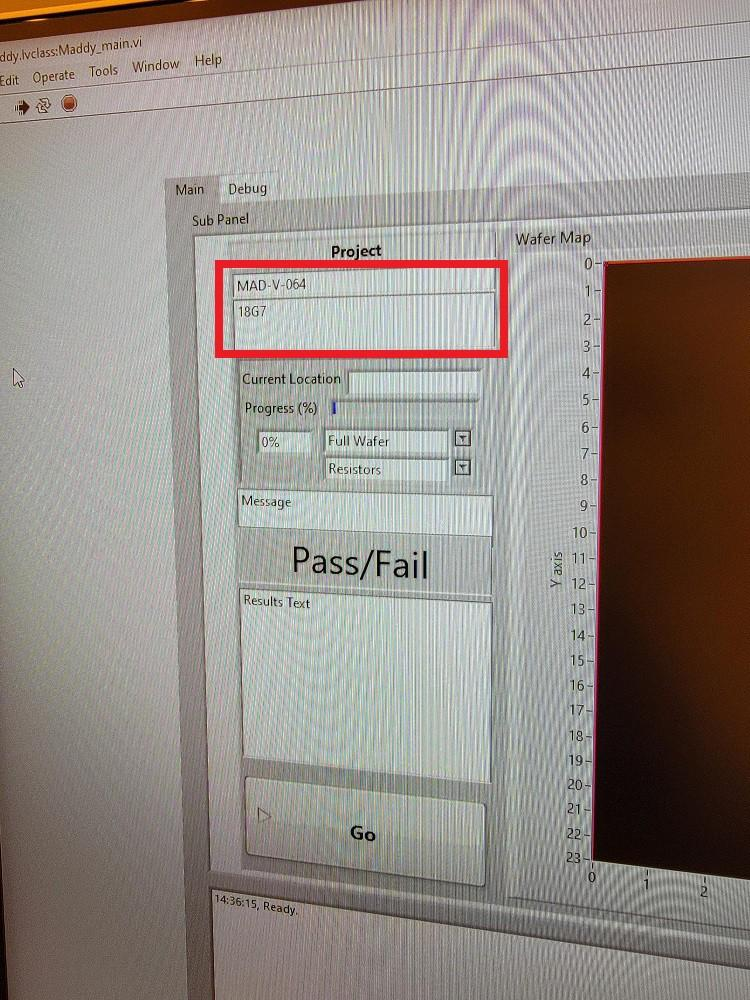 ddy.lvclass:Maddy_main.vi
Edit Operate Tools Window Help
Main Debug
Sub Panel
Project
MAD-V-064
18G7
Current Location
Progress (%)
0% Full Wafer
Resistors
Message
Pass/Fail
Results Text
Go
14:36:15, Ready.
Wafer Map
Y axis
0
1
2
3
4
5
6
7
8
9
10
11
12
13
14
15
16
17
18
19
20
21
22
23
0 1 2